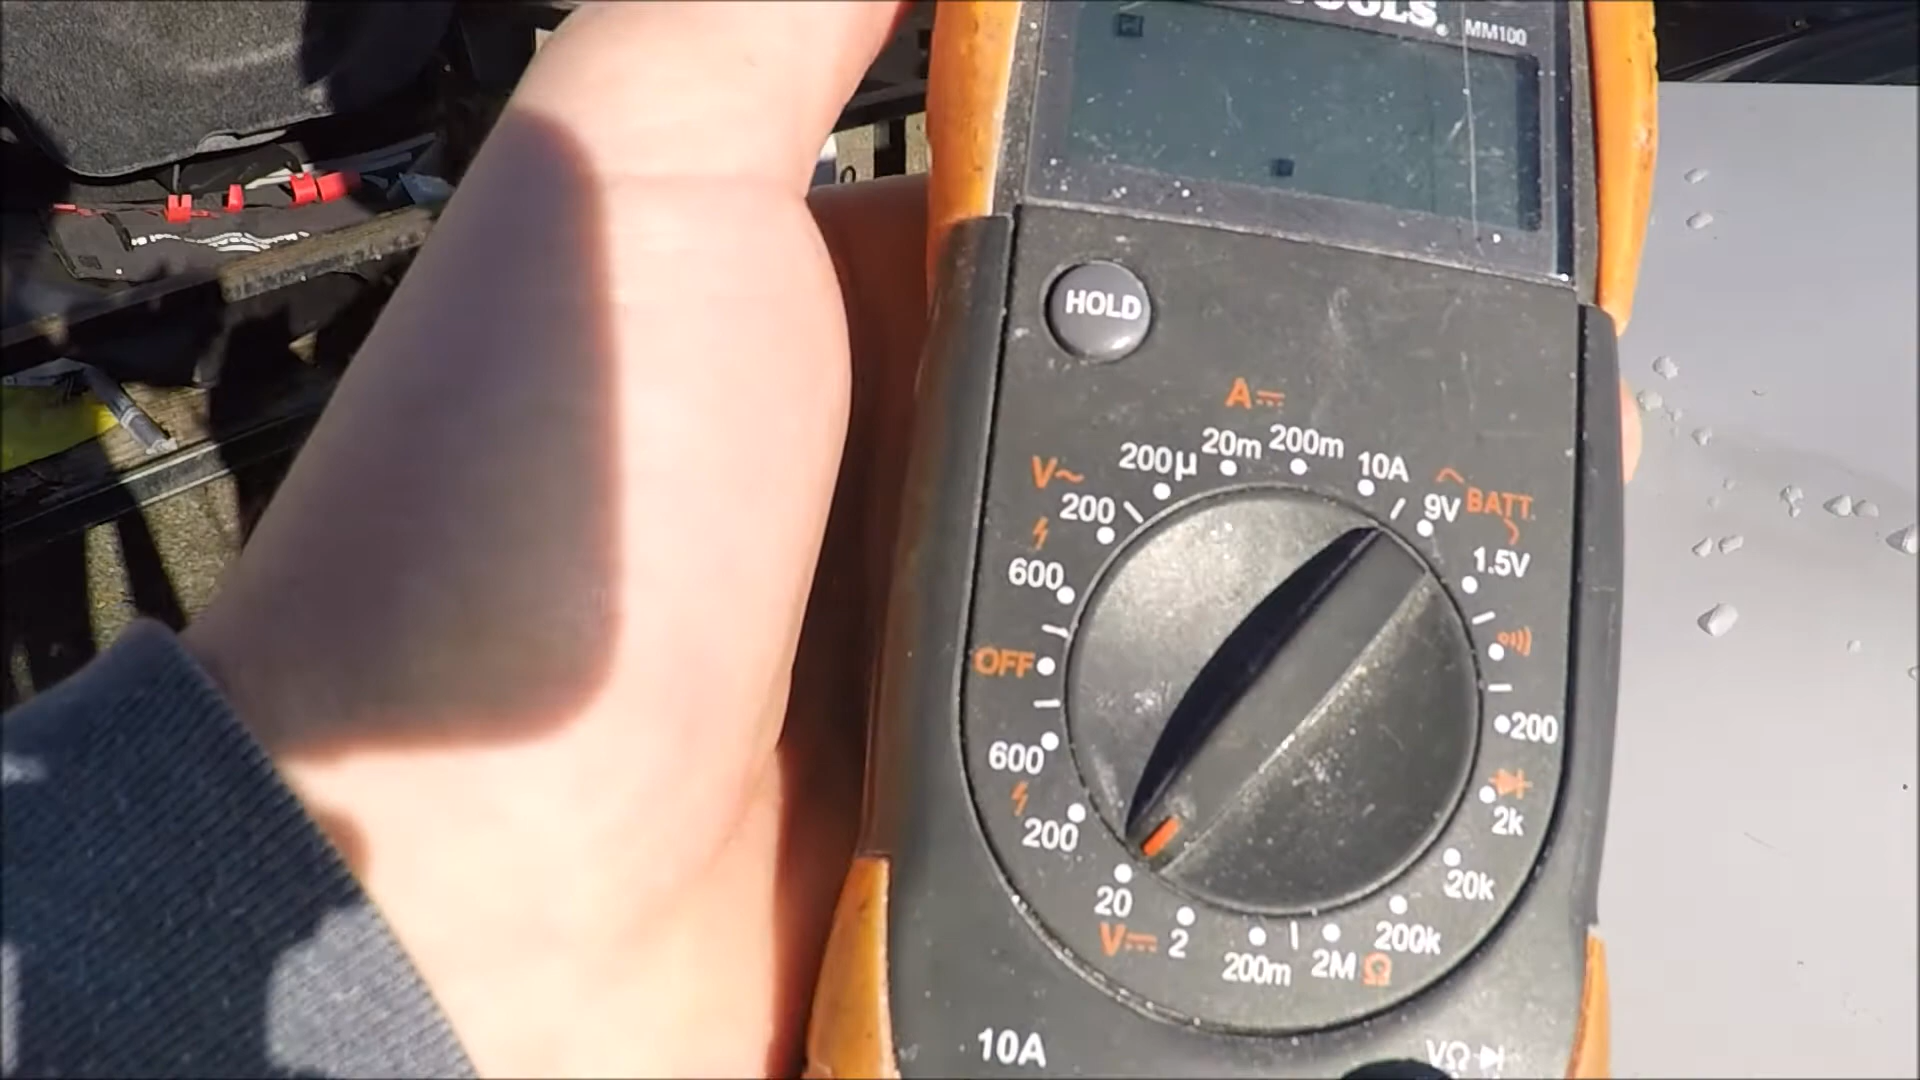 TOOLS® MM100
HOLD
A
200µ 20m 200m 10A
V~ 200
600
OFF
600
200
20
V 2
200m
9V BATT
1.5V
200
2k
20k
200k
2M Ω
10A
VΩ